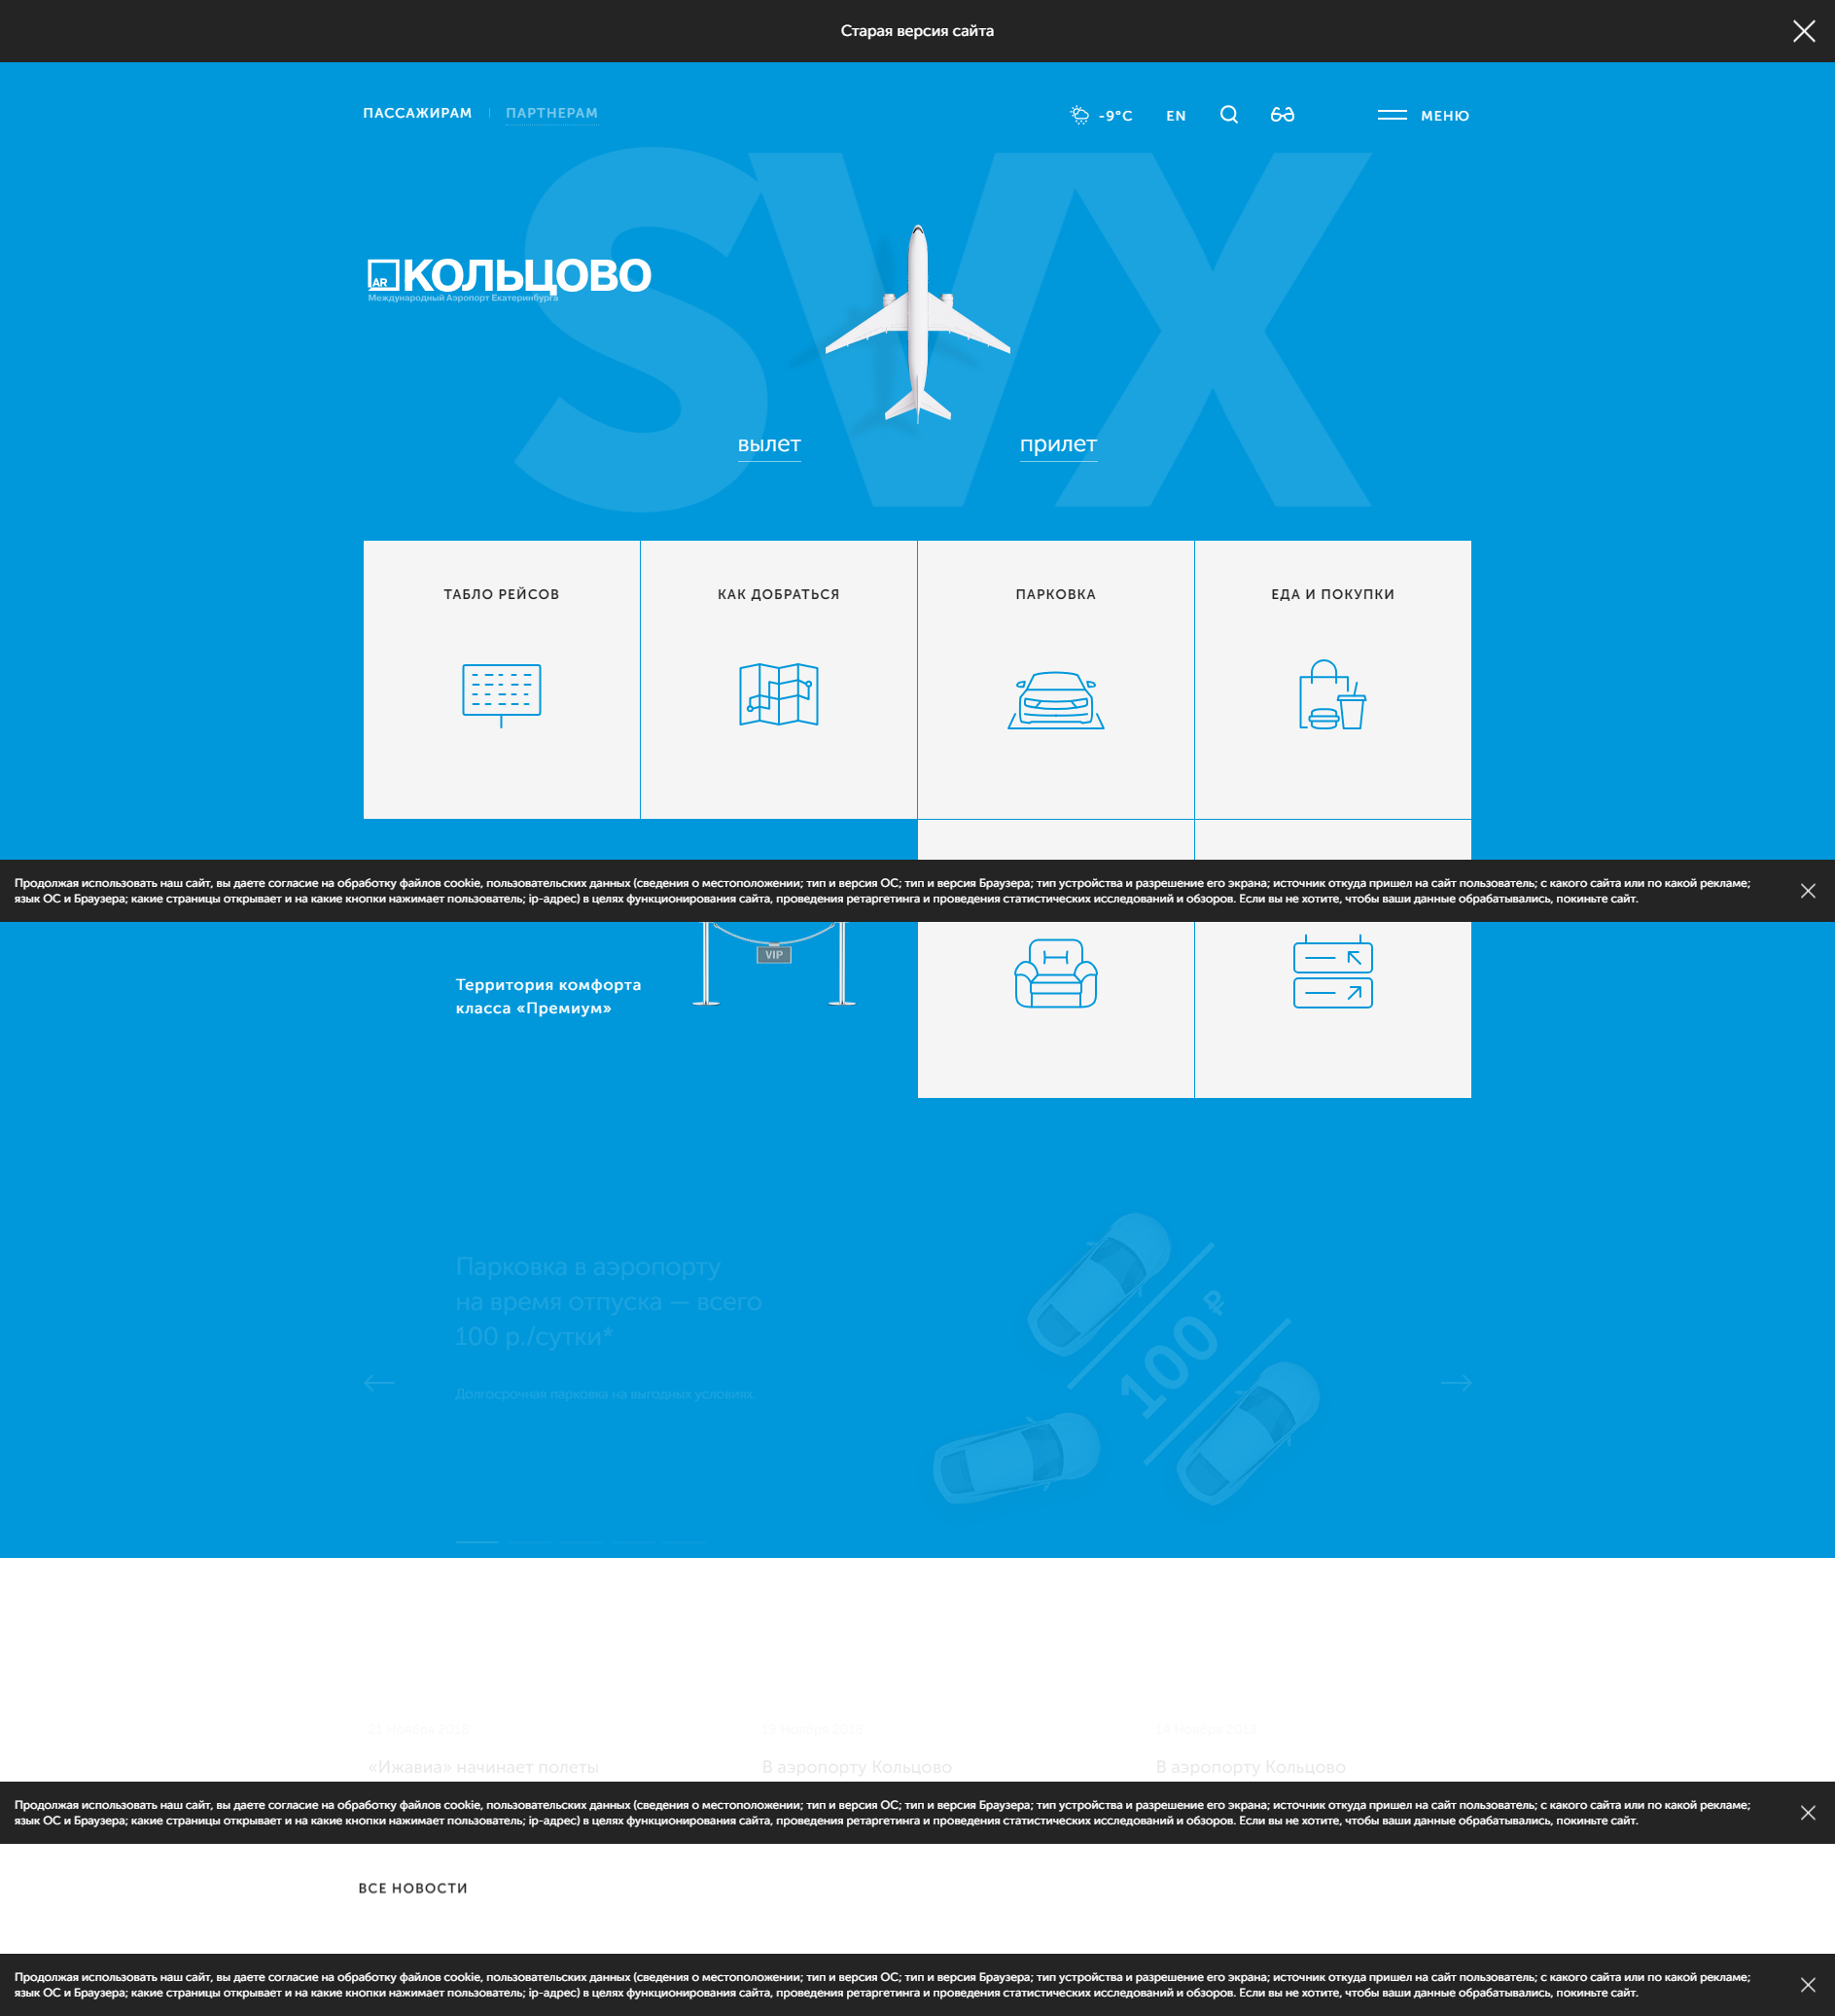 Старая версия сайта
ПАССАЖИРАМ
ПАРТНЕРАМ
-9°C
EN
МЕНЮ
SVX
AR
КОЛЬЦОВО
Международный Аэропорт Екатеринбурга
вылет
прилет
ТАБЛО РЕЙСОВ
КАК ДОБРАТЬСЯ
ПАРКОВКА
ЕДА И ПОКУПКИ
Продолжая использовать наш сайт, вы даете согласие на обработку файлов cookie, пользовательских данных (сведения о местоположении; тип и версия ОС; тип и версия Браузера; тип устройства и разрешение его экрана; источник откуда пришел на сайт пользователь; с какого сайта или по какой рекламе;
язык ОС и Браузера; какие страницы открывает и на какие кнопки нажимает пользователь; ip-адрес) в целях функционирования сайта, проведения ретаргетинга и проведения статистических исследований и обзоров. Если вы не хотите, чтобы ваши данные обрабатывались, покиньте сайт.
VIP
Территория комфорта
класса «Премиум»
Парковка в аэропорту
на время отпуска — всего
100 р./сутки*
Долгосрочная парковка на выгодных условиях.
100 ₽
21 Ноября 2018
19 Ноября 2018
14 Ноября 2018
«Ижавиа» начинает полеты
В аэропорту Кольцово
В аэропорту Кольцово
Продолжая использовать наш сайт, вы даете согласие на обработку файлов cookie, пользовательских данных (сведения о местоположении; тип и версия ОС; тип и версия Браузера; тип устройства и разрешение его экрана; источник откуда пришел на сайт пользователь; с какого сайта или по какой рекламе;
язык ОС и Браузера; какие страницы открывает и на какие кнопки нажимает пользователь; ip-адрес) в целях функционирования сайта, проведения ретаргетинга и проведения статистических исследований и обзоров. Если вы не хотите, чтобы ваши данные обрабатывались, покиньте сайт.
ВСЕ НОВОСТИ
Продолжая использовать наш сайт, вы даете согласие на обработку файлов cookie, пользовательских данных (сведения о местоположении; тип и версия ОС; тип и версия Браузера; тип устройства и разрешение его экрана; источник откуда пришел на сайт пользователь; с какого сайта или по какой рекламе;
язык ОС и Браузера; какие страницы открывает и на какие кнопки нажимает пользователь; ip-адрес) в целях функционирования сайта, проведения ретаргетинга и проведения статистических исследований и обзоров. Если вы не хотите, чтобы ваши данные обрабатывались, покиньте сайт.